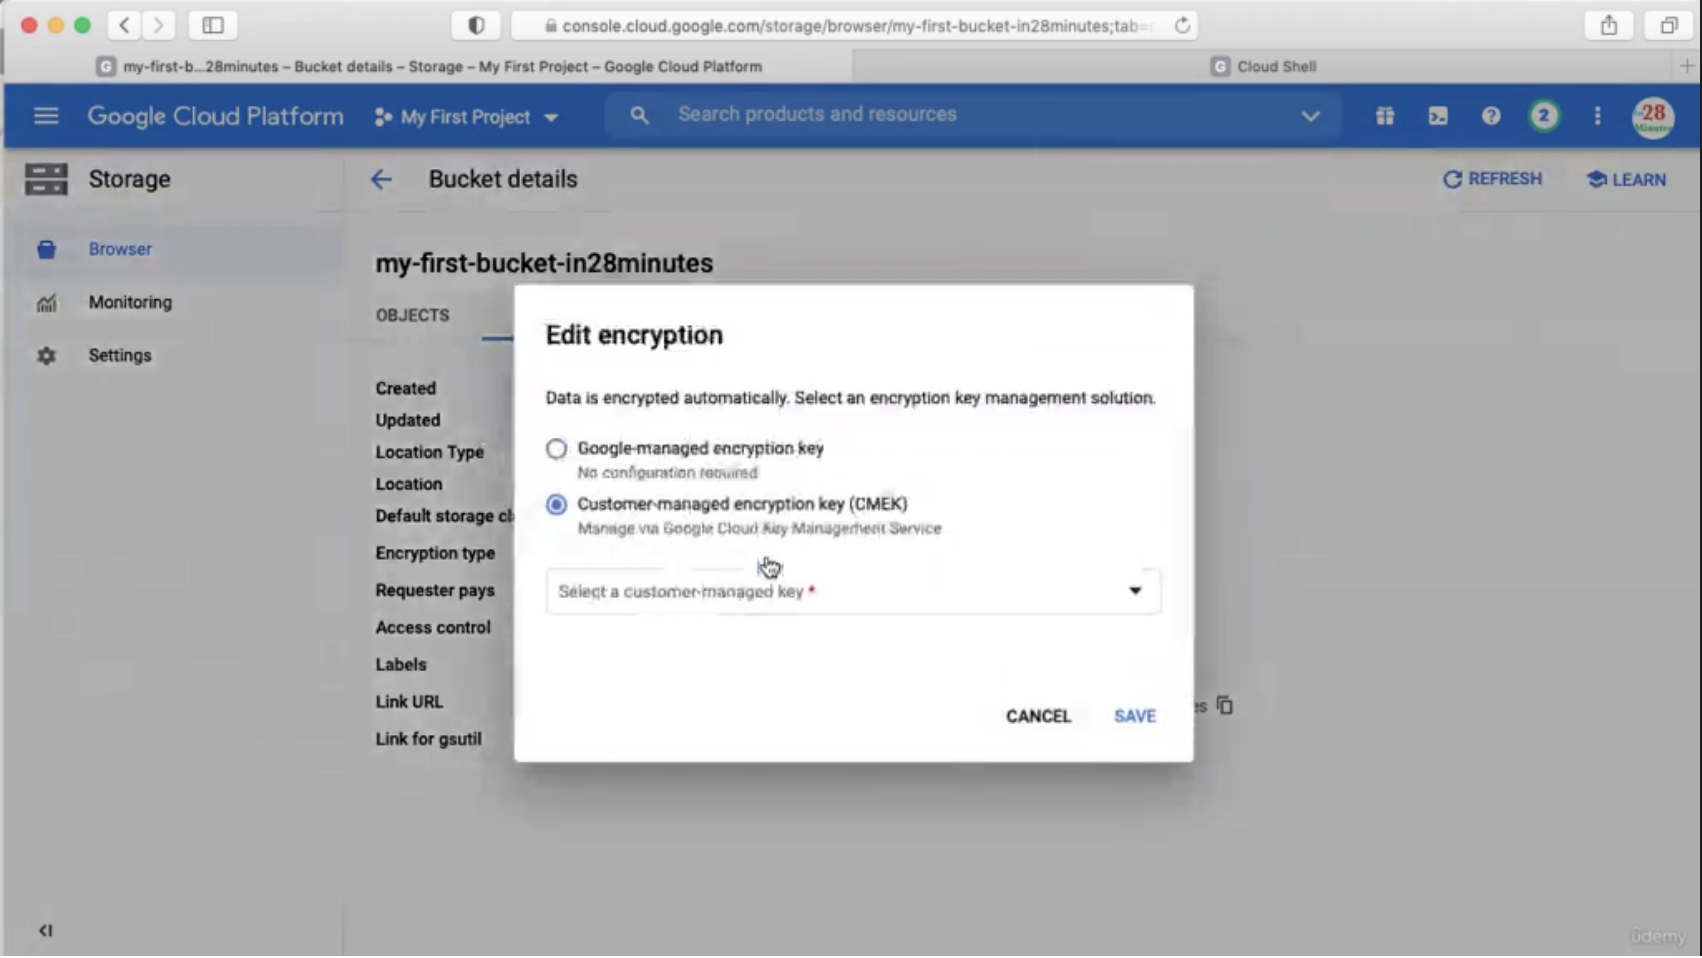 console.cloud.google.com/storage/browser/my-first-bucket-in28minutes;tab=
my-first-b...28minutes – Bucket details – Storage – My First Project – Google Cloud Platform
Cloud Shell
Google Cloud Platform
My First Project
Search products and resources
2
28
Minutes
Storage
Bucket details
REFRESH
LEARN
Browser
Monitoring
Settings
my-first-bucket-in28minutes
OBJECTS
Created
Updated
Location Type
Location
Default storage cl
Encryption type
Requester pays
Access control
Labels
Link URL
Link for gsutil
Edit encryption
Data is encrypted automatically. Select an encryption key management solution.
Google-managed encryption key
No configuration required
Customer-managed encryption key (CMEK)
Manage via Google Cloud Key Management Service
Select a customer-managed key *
CANCEL
SAVE
es
ûdemy